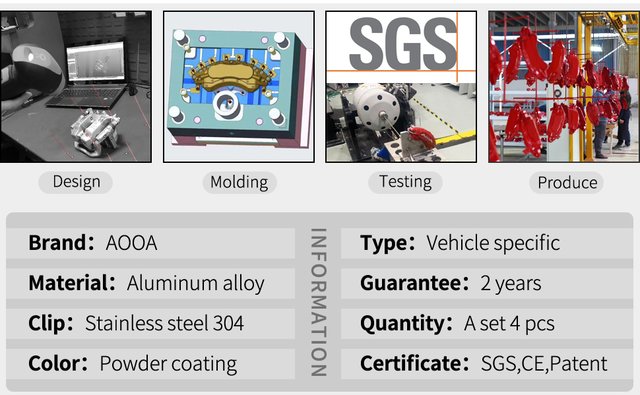 SGS
Design
Molding
Testing
Produce
Brand: AOOA
Material: Aluminum alloy
Clip: Stainless steel 304
Color: Powder coating
INFORMATION
Type: Vehicle specific
Guarantee: 2 years
Quantity: A set 4 pcs
Certificate: SGS,CE,Patent